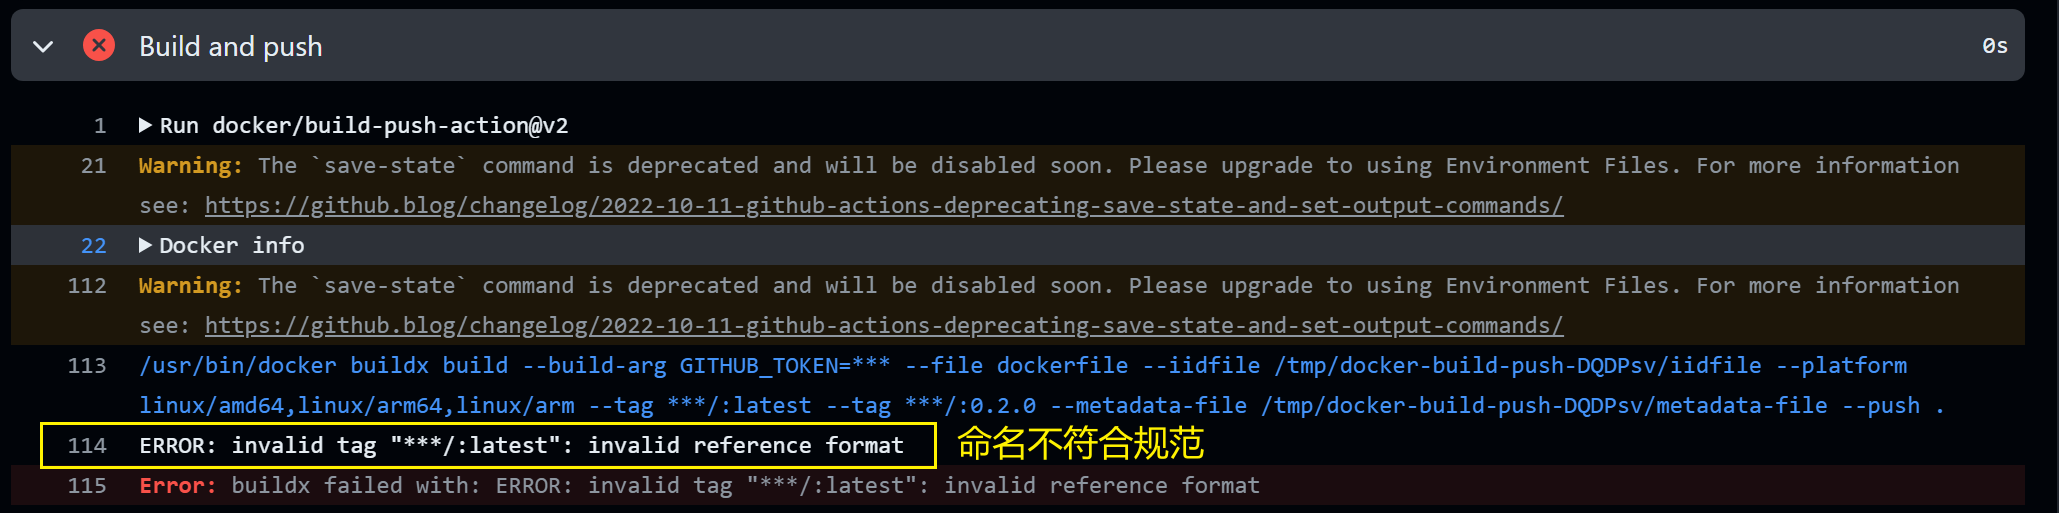 Build and push
0s
1 Run docker/build-push-action@v2
21 Warning: The `save-state` command is deprecated and will be disabled soon. Please upgrade to using Environment Files. For more information
see: https://github.blog/changelog/2022-10-11-github-actions-deprecating-save-state-and-set-output-commands/
22 Docker info
112 Warning: The `save-state` command is deprecated and will be disabled soon. Please upgrade to using Environment Files. For more information
see: https://github.blog/changelog/2022-10-11-github-actions-deprecating-save-state-and-set-output-commands/
113 /usr/bin/docker buildx build --build-arg GITHUB_TOKEN=*** --file dockerfile --iidfile /tmp/docker-build-push-DQDPsv/iidfile --platform
linux/amd64,linux/arm64,linux/arm --tag ***/:latest --tag ***/:0.2.0 --metadata-file /tmp/docker-build-push-DQDPsv/metadata-file --push .
114 ERROR: invalid tag "***/:latest": invalid reference format 命名不符合规范
115 Error: buildx failed with: ERROR: invalid tag "***/:latest": invalid reference format